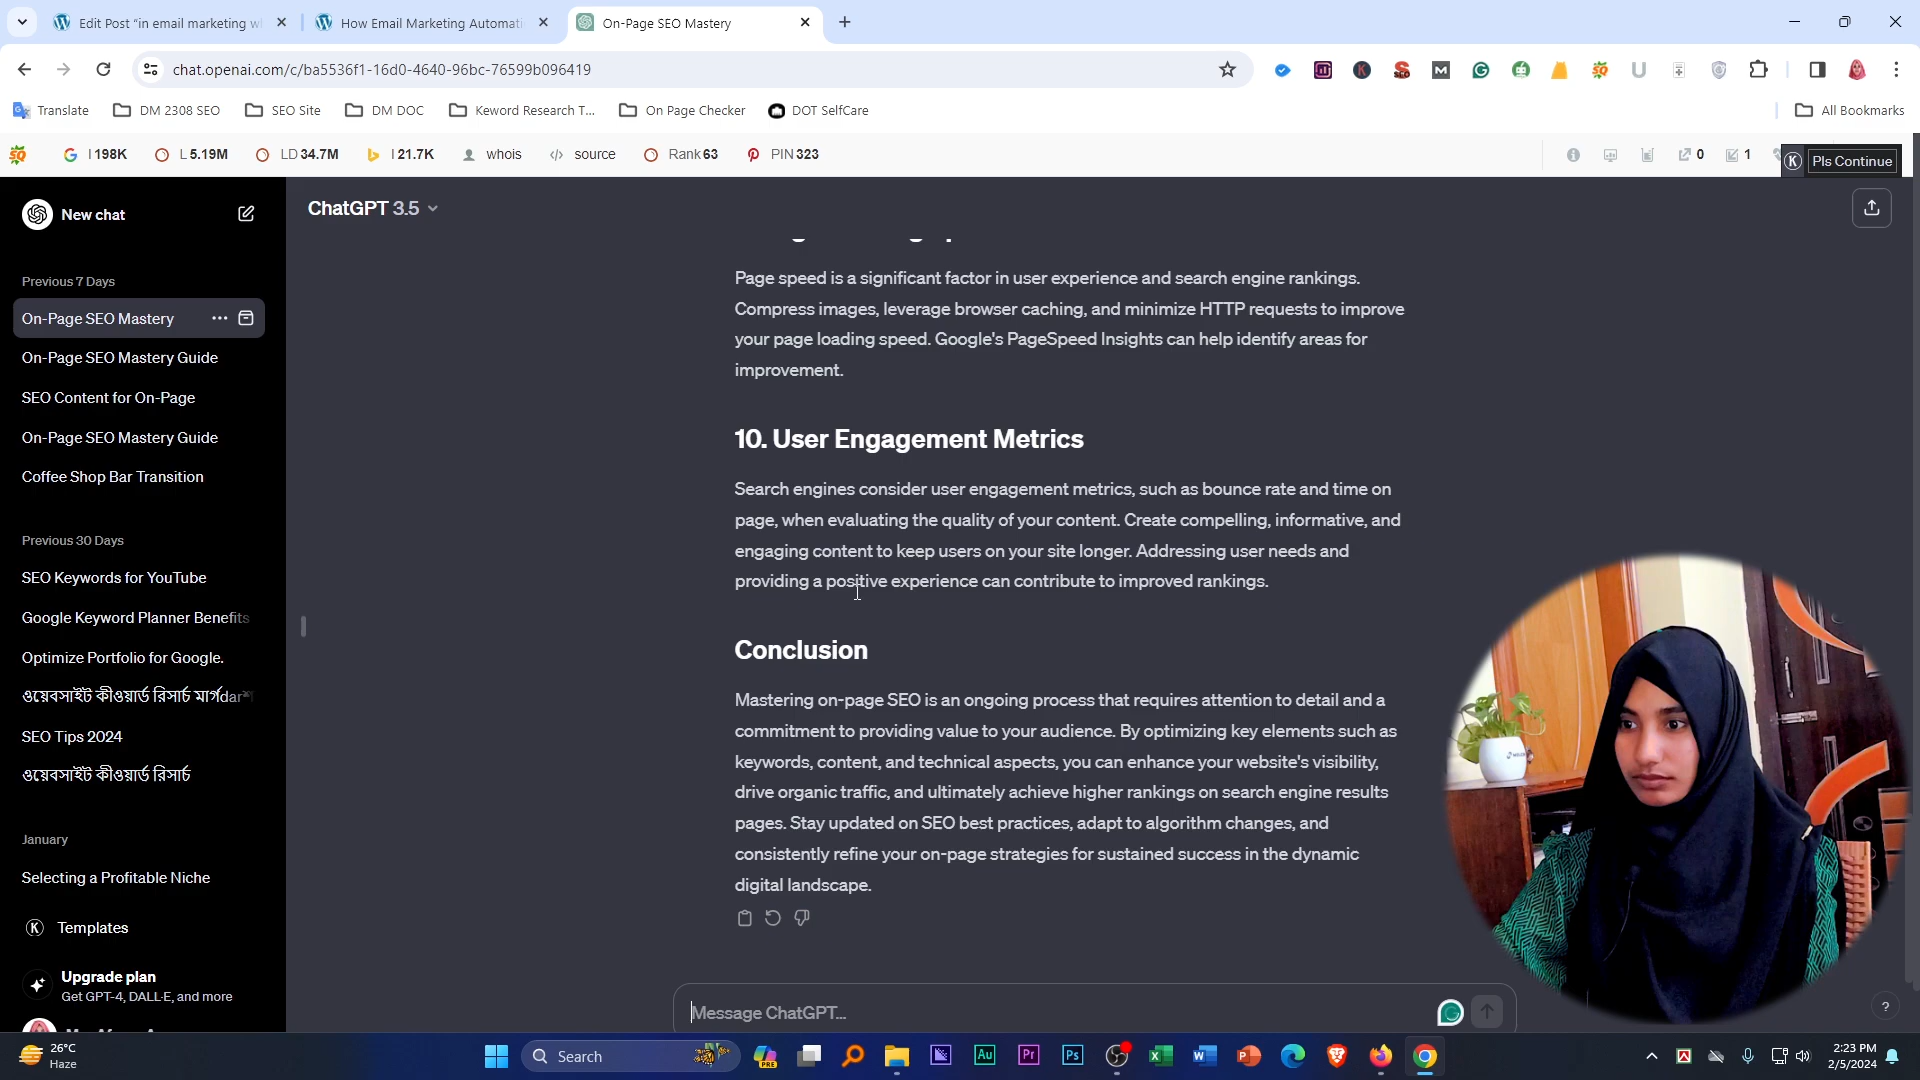 Edit Post “in email marketing w
How Email Marketing Automati
On-Page SEO Mastery
chat.openai.com/c/ba5536f1-16d0-4640-96bc-76599b096419
Translate
DM 2308 SEO
SEO Site
DM DOC
Keword Research T...
On Page Checker
DOT SelfCare
All Bookmarks
I 198K
L 5.19M
LD 34.7M
I 21.7K
whois
source
Rank 63
PIN 323
0
1
Pls Continue
New chat
ChatGPT 3.5
Previous 7 Days
On-Page SEO Mastery
On-Page SEO Mastery Guide
SEO Content for On-Page
On-Page SEO Mastery Guide
Coffee Shop Bar Transition
Previous 30 Days
SEO Keywords for YouTube
Google Keyword Planner Benefits
Optimize Portfolio for Google.
ওয়েবসাইট কীওয়ার্ড রিসার্চ মার্গdar
SEO Tips 2024
ওয়েবসাইট কীওয়ার্ড রিসার্চ
January
Selecting a Profitable Niche
Templates
Upgrade plan
Get GPT-4, DALL·E, and more
Page speed is a significant factor in user experience and search engine rankings.
Compress images, leverage browser caching, and minimize HTTP requests to improve
your page loading speed. Google's PageSpeed Insights can help identify areas for
improvement.
10. User Engagement Metrics
Search engines consider user engagement metrics, such as bounce rate and time on
page, when evaluating the quality of your content. Create compelling, informative, and
engaging content to keep users on your site longer. Addressing user needs and
providing a positive experience can contribute to improved rankings.
Conclusion
Mastering on-page SEO is an ongoing process that requires attention to detail and a
commitment to providing value to your audience. By optimizing key elements such as
keywords, content, and technical aspects, you can enhance your website's visibility,
drive organic traffic, and ultimately achieve higher rankings on search engine results
pages. Stay updated on SEO best practices, adapt to algorithm changes, and
consistently refine your on-page strategies for sustained success in the dynamic
digital landscape.
Message ChatGPT...
?
26°C
Haze
Search
2:23 PM
2/5/2024